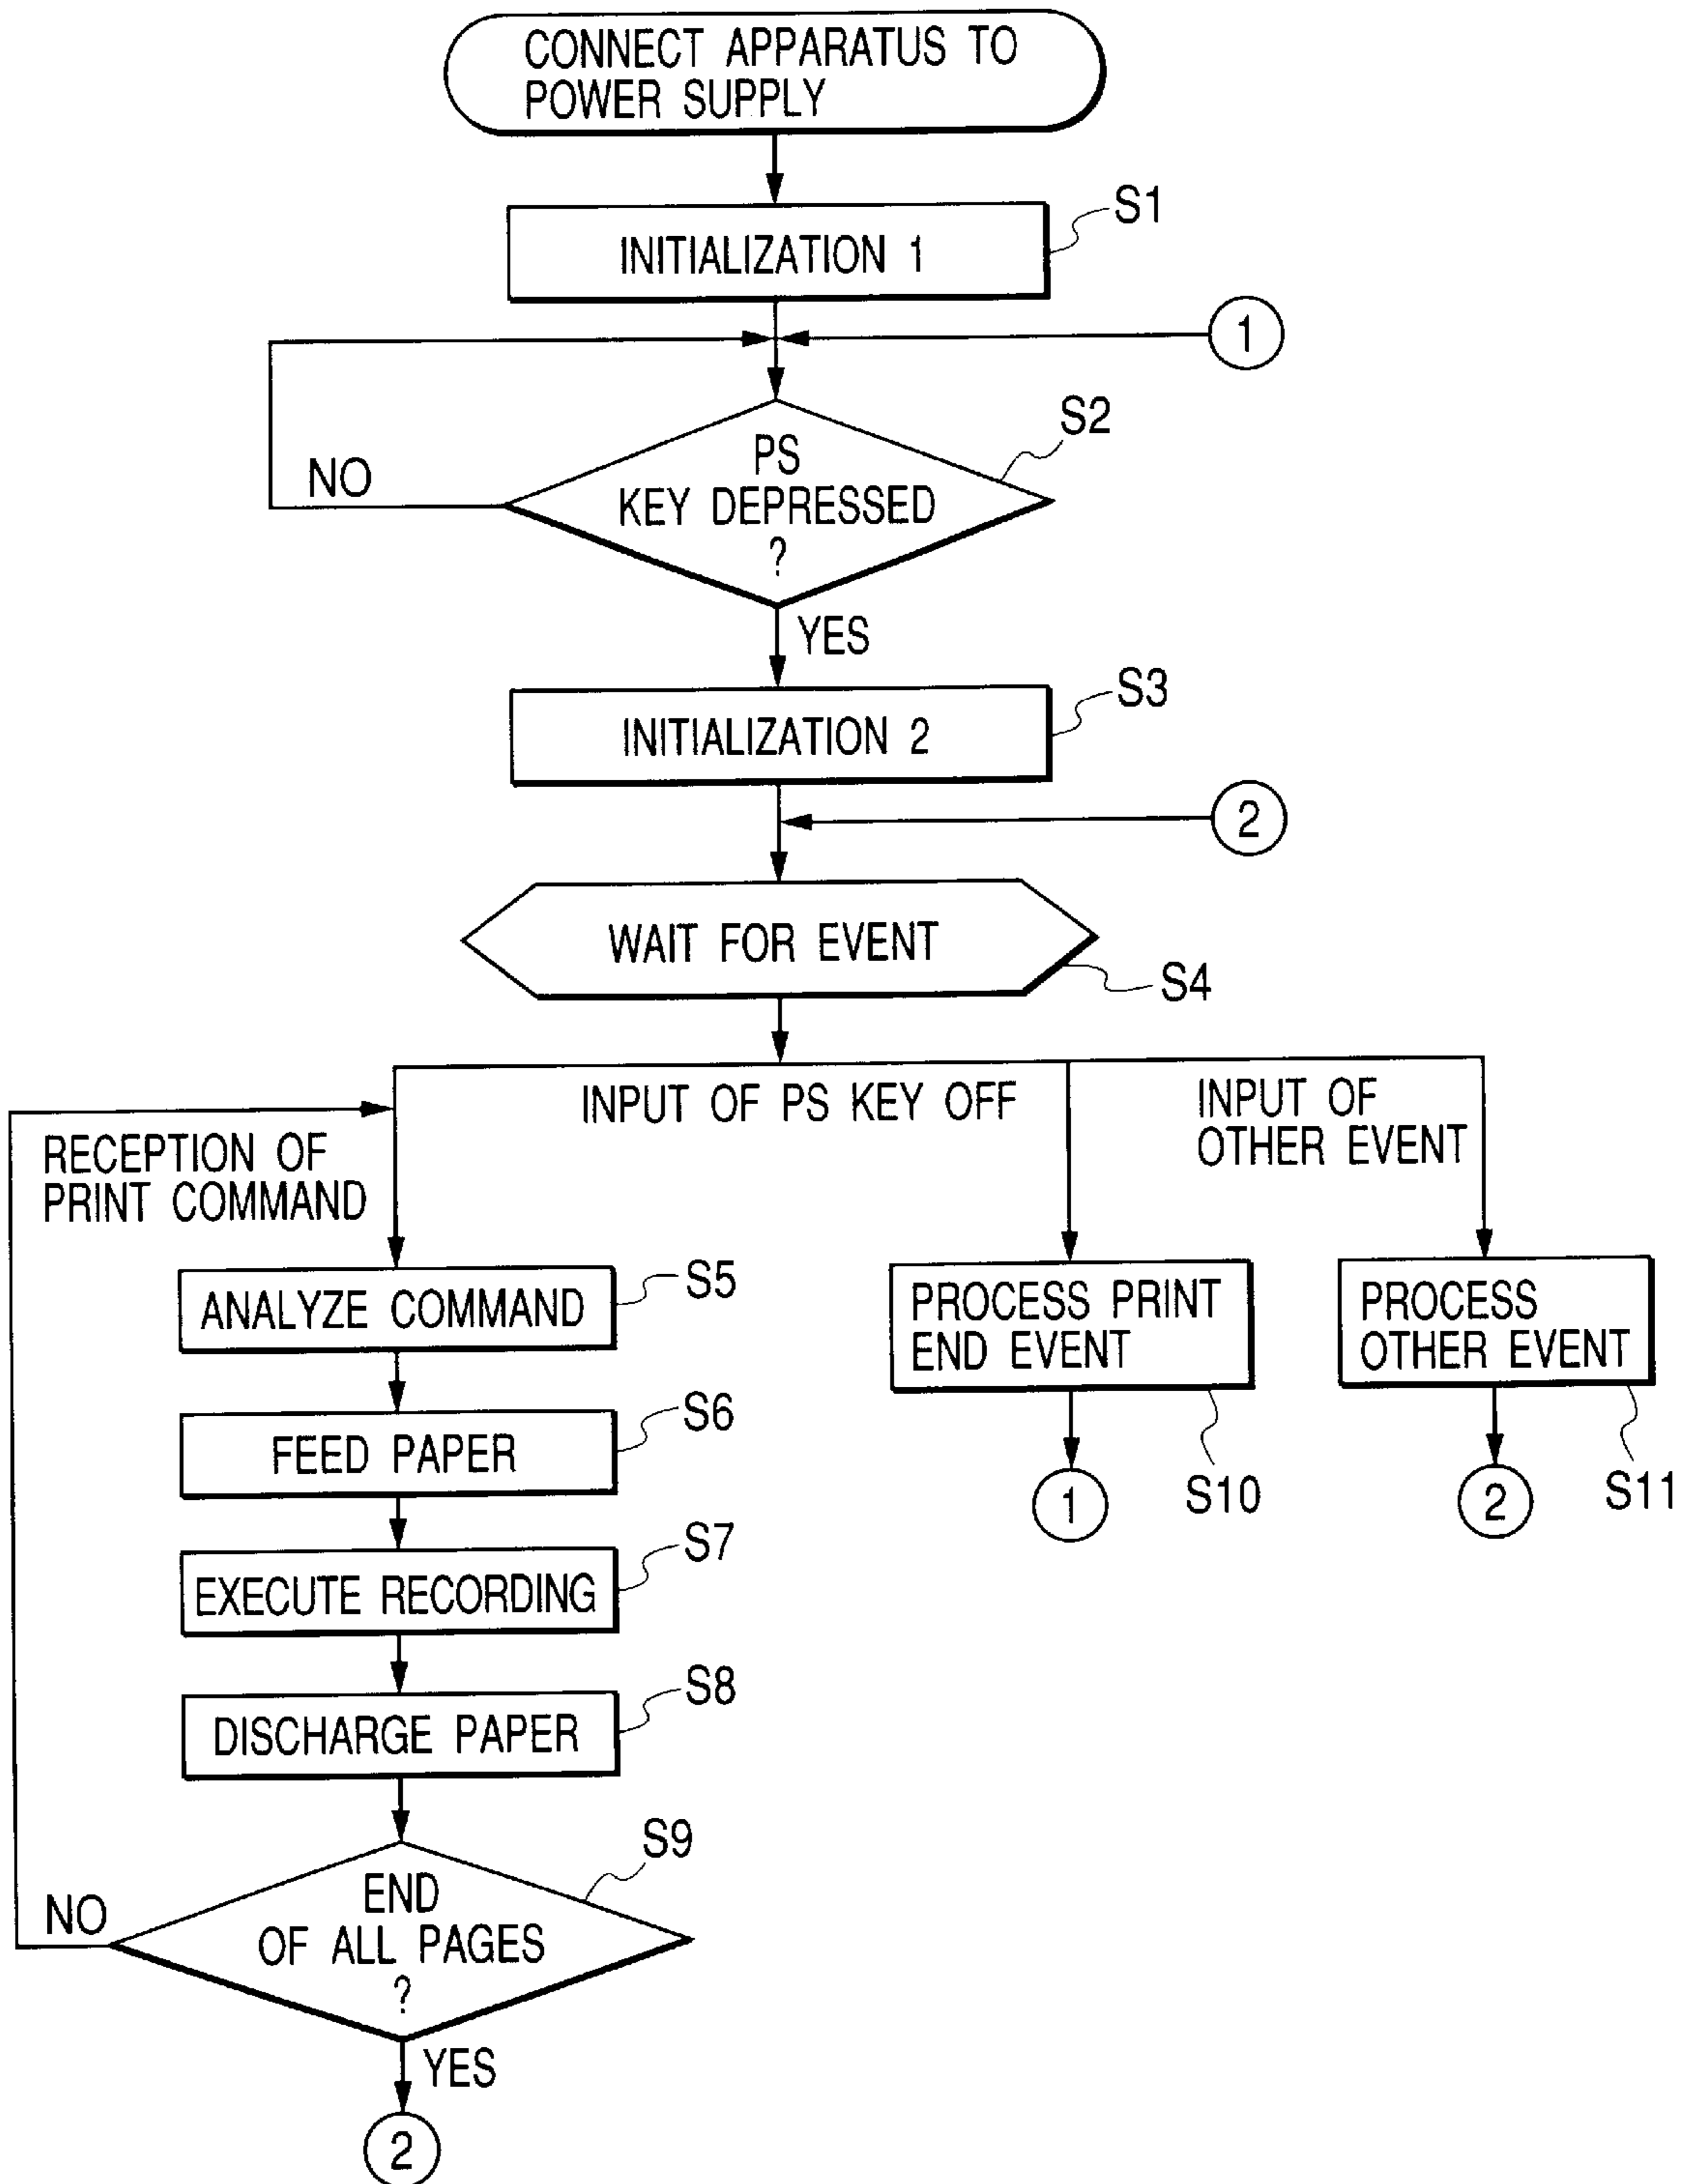 CONNECT APPARATUS TO
POWER SUPPLY
S1
INITIALIZATION 1
1
S2
PS
KEY DEPRESSED
?
NO
YES
S3
INITIALIZATION 2
2
WAIT FOR EVENT
S4
RECEPTION OF
PRINT COMMAND
INPUT OF PS KEY OFF
INPUT OF
OTHER EVENT
ANALYZE COMMAND
S5
FEED PAPER
S6
EXECUTE RECORDING
S7
DISCHARGE PAPER
S8
END
OF ALL PAGES
?
S9
NO
YES
2
PROCESS PRINT
END EVENT
S10
1
PROCESS
OTHER EVENT
S11
2